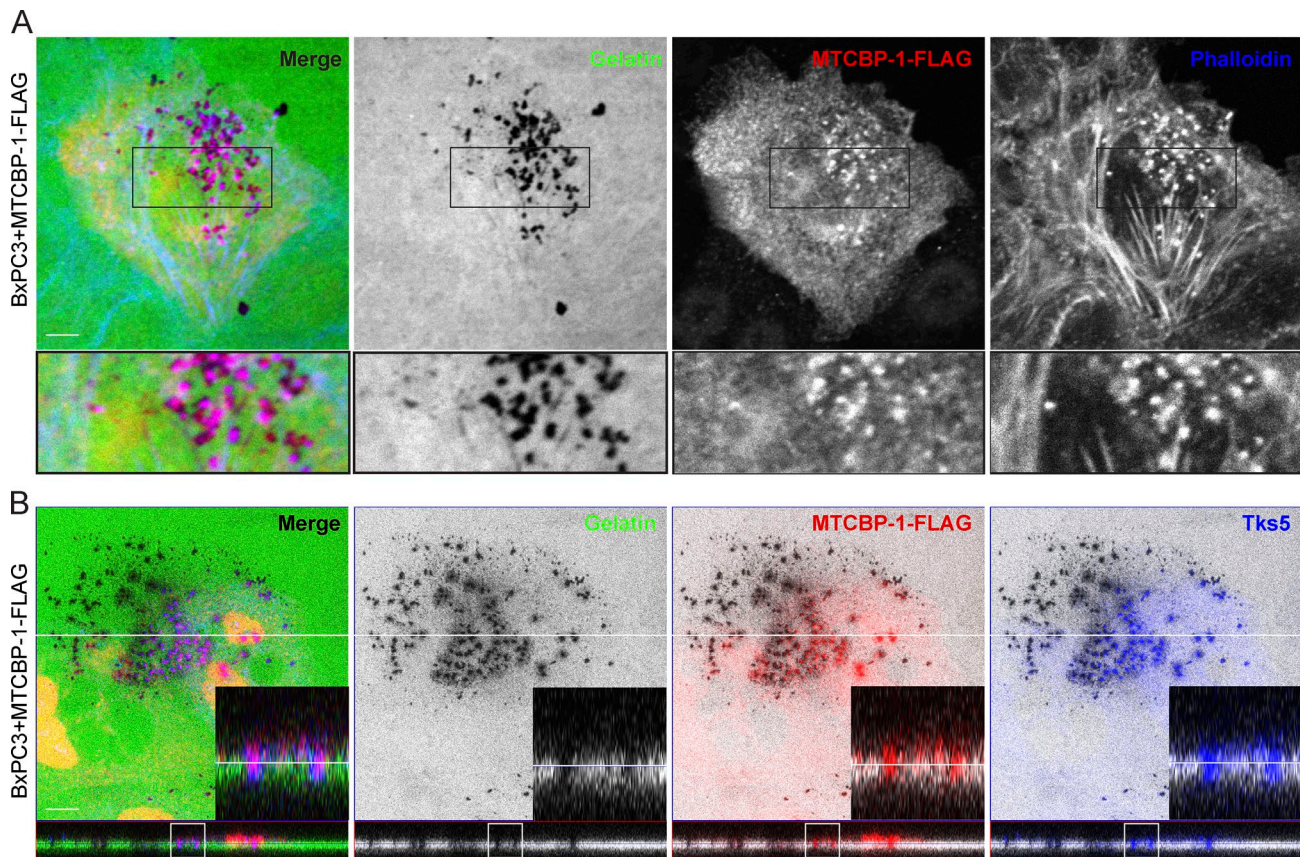 A
BxPC3+MTCBP-1-FLAG
Merge
Gelatin
MTCBP-1-FLAG
Phalloidin
B
BxPC3+MTCBP-1-FLAG
Merge
Gelatin
MTCBP-1-FLAG
Tks5